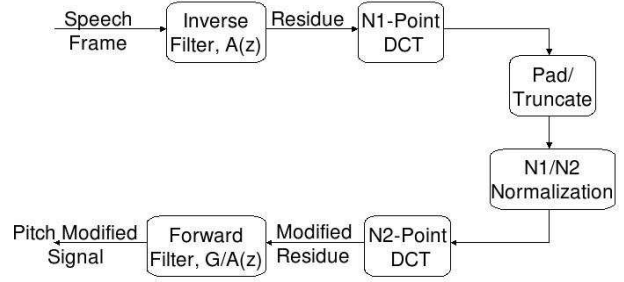 Speech
Frame
Inverse
Filter, A(z)
Residue
N1-Point
DCT
Pad/
Truncate
N1/N2
Normalization
N2-Point
DCT
Modified
Residue
Forward
Filter, G/A(z)
Pitch Modified
Signal